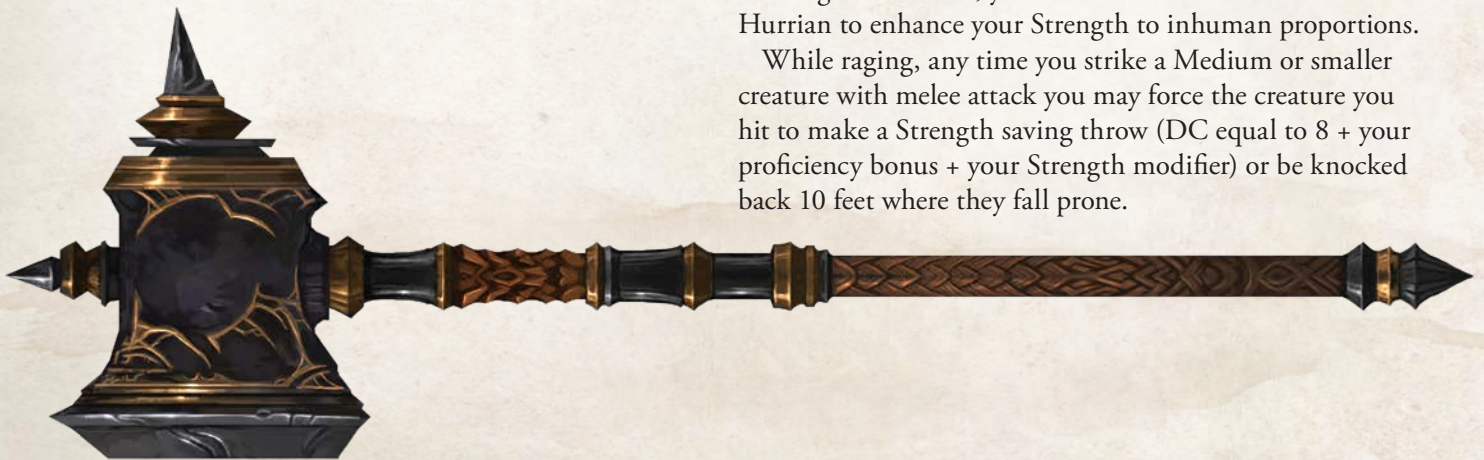 Hurrian to enhance your Strength to inhuman proportions.
While raging, any time you strike a Medium or smaller
creature with melee attack you may force the creature you
hit to make a Strength saving throw (DC equal to 8 + your
proficiency bonus + your Strength modifier) or be knocked
back 10 feet where they fall prone.